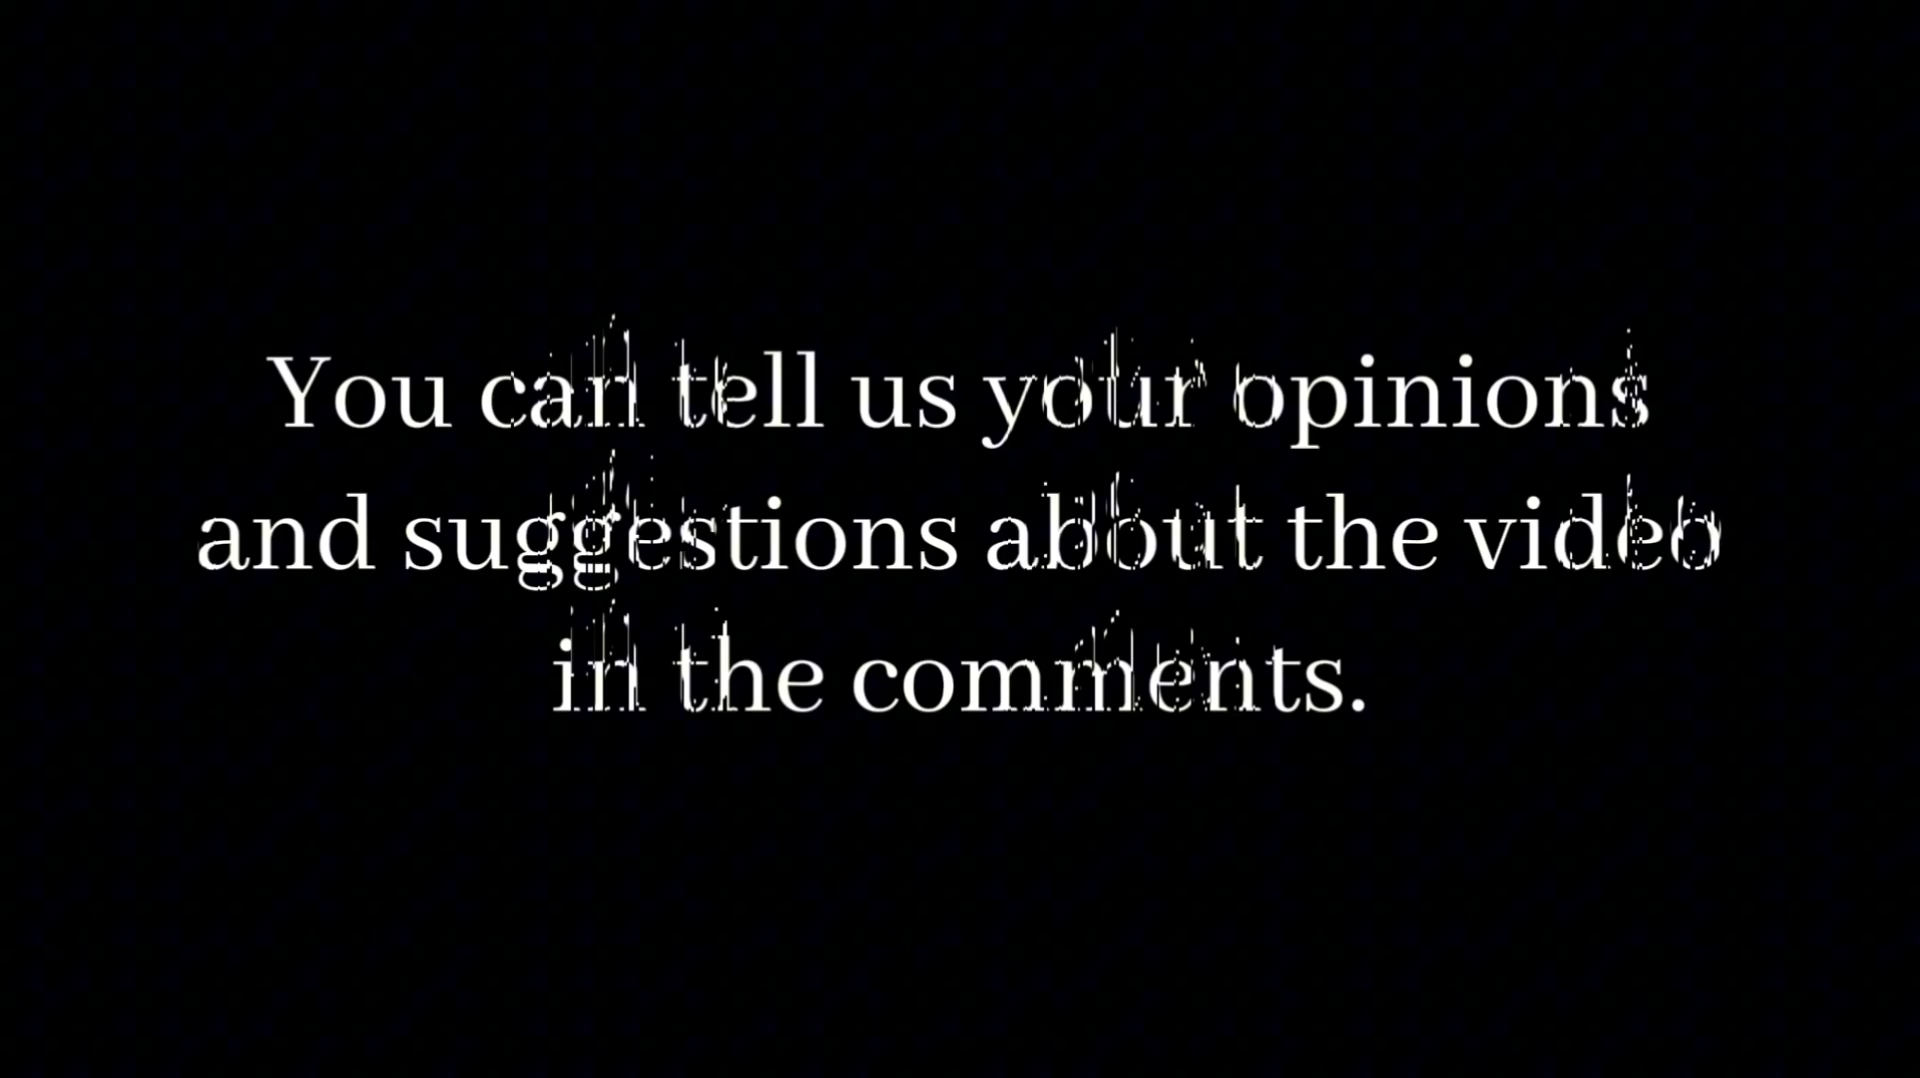 You can tell us your opinions
and suggestions about the video
in the comments.